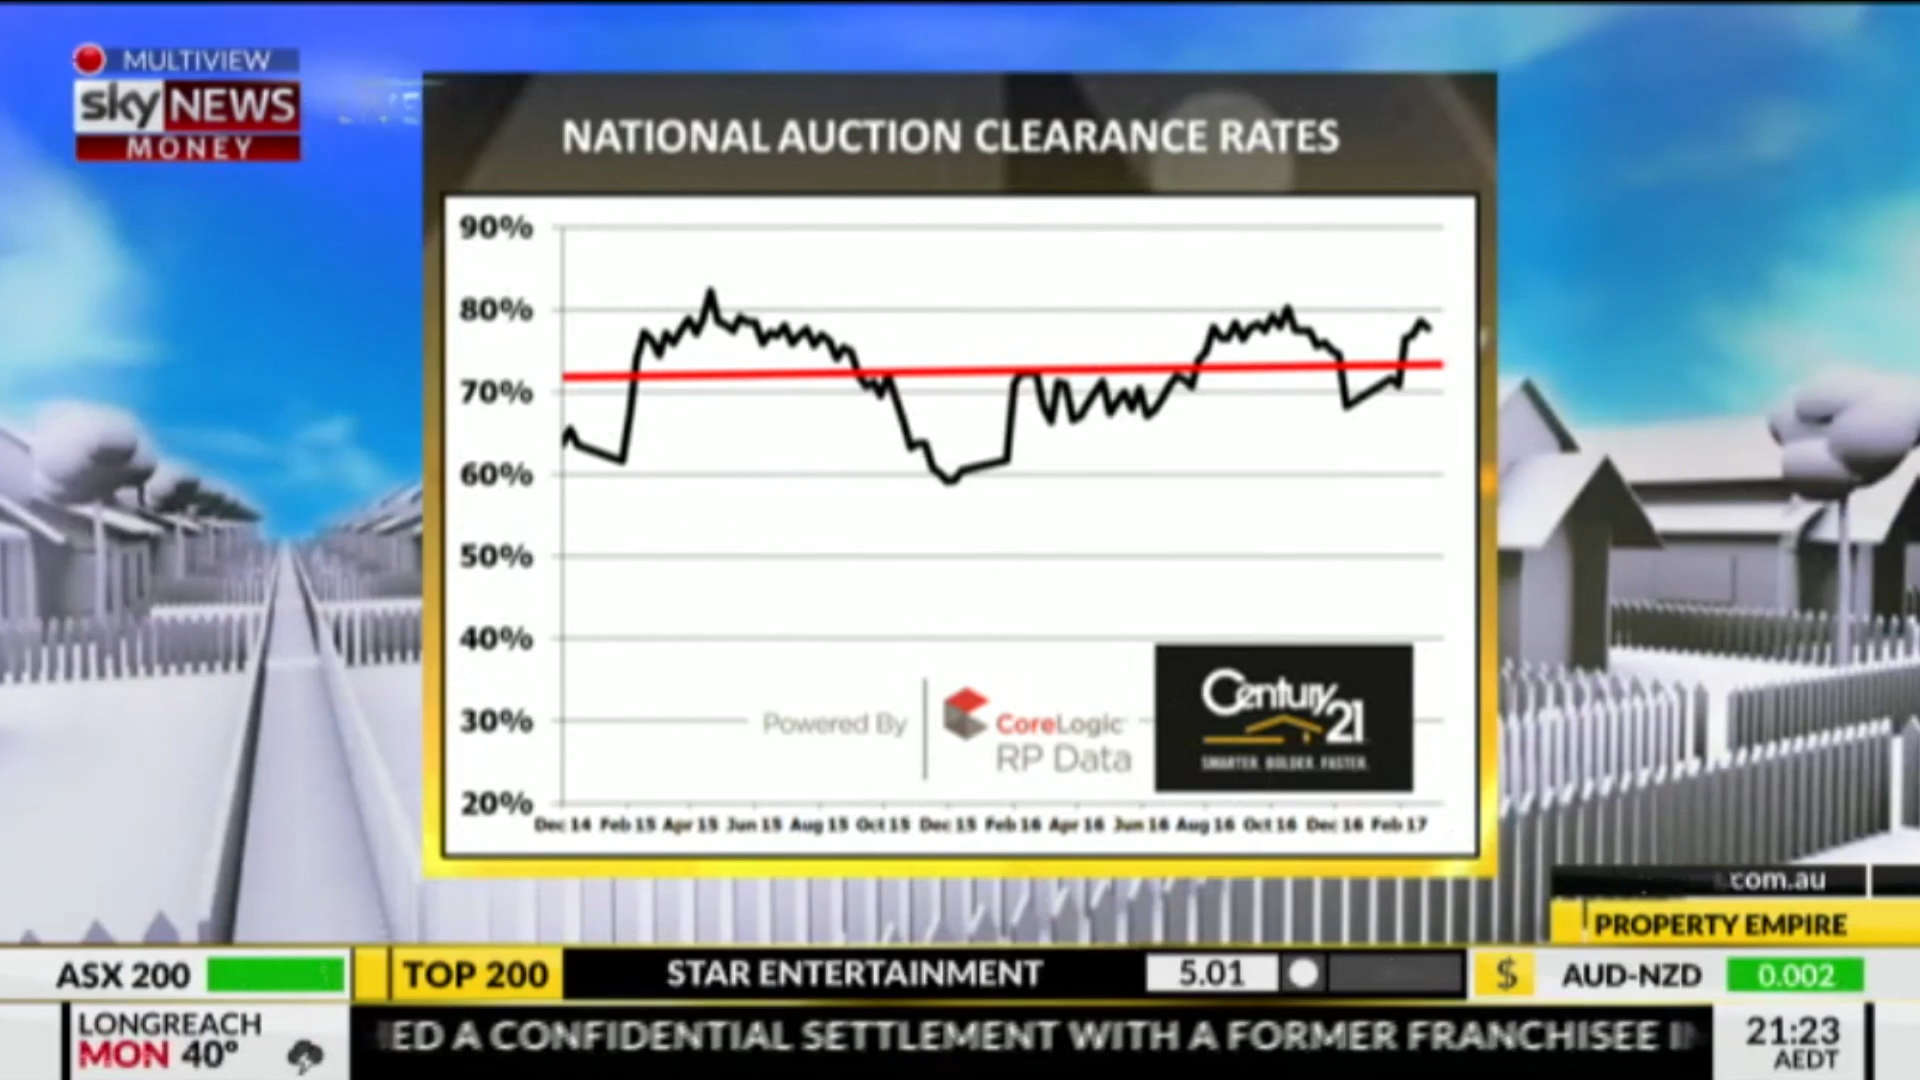 MULTIVIEW
sky NEWS
MONEY
LIVE
NATIONAL AUCTION CLEARANCE RATES
90%
80%
70%
60%
50%
40%
30%
20%
Powered By
CoreLogic
RP Data
Century 21
SMARTER. BOLDER. FASTER.
Dec 14 Feb 15 Apr 15 Jun 15 Aug 15 Oct 15 Dec 15 Feb 16 Apr 16 Jun 16 Aug 16 Oct 16 Dec 16 Feb 17
.com.au
PROPERTY EMPIRE
ASX 200
TOP 200
STAR ENTERTAINMENT
5.01
$
AUD-NZD
0.002
LONGREACH
MON 40°
ED A CONFIDENTIAL SETTLEMENT WITH A FORMER FRANCHISEE
21:23
AEDT